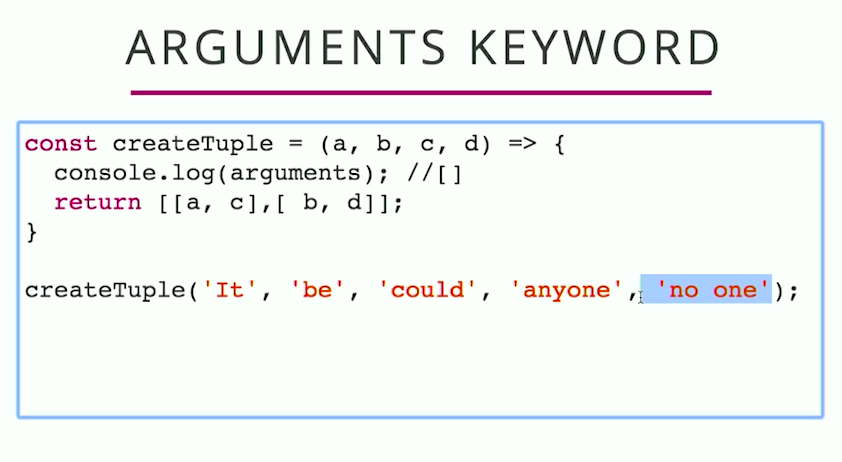 ARGUMENTS KEYWORD
const createTuple = (a, b, c, d) => {
  console.log(arguments); //[]
  return [[a, c],[ b, d]];
}
createTuple('It', 'be', 'could', 'anyone', 'no one');